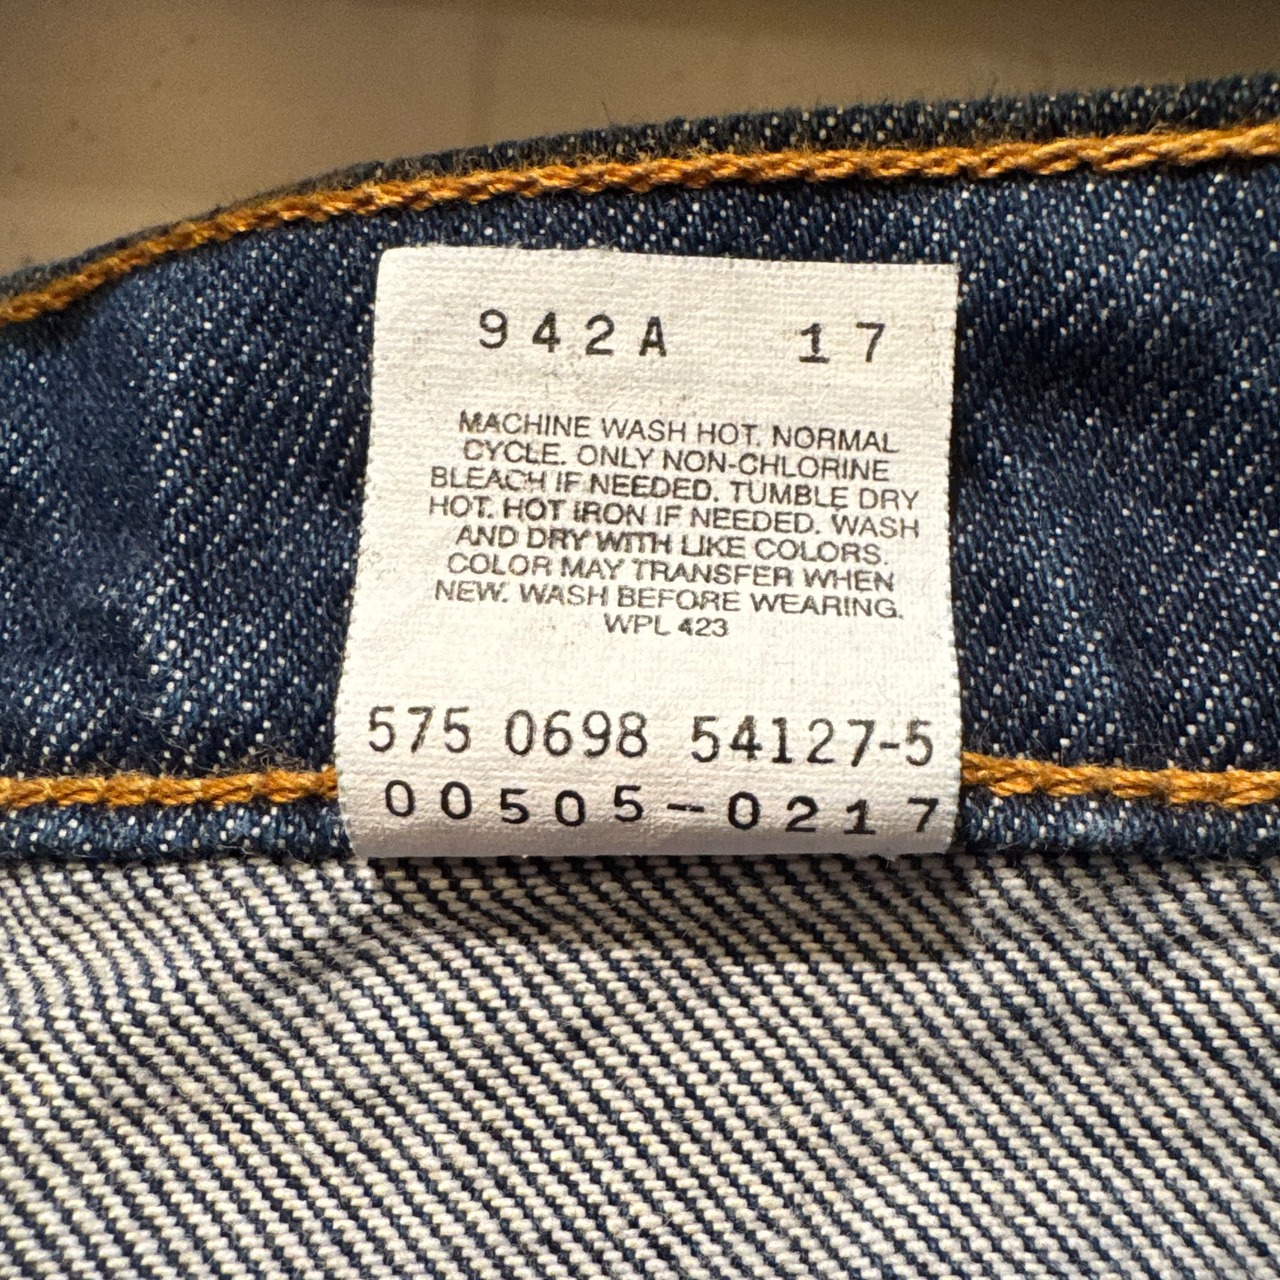 942A 17
MACHINE WASH HOT. NORMAL
CYCLE. ONLY NON-CHLORINE
BLEACH IF NEEDED. TUMBLE DRY
HOT. HOT IRON IF NEEDED. WASH
AND DRY WITH LIKE COLORS.
COLOR MAY TRANSFER WHEN
NEW. WASH BEFORE WEARING.
WPL 423
575 0698 54127-5
00505-0217